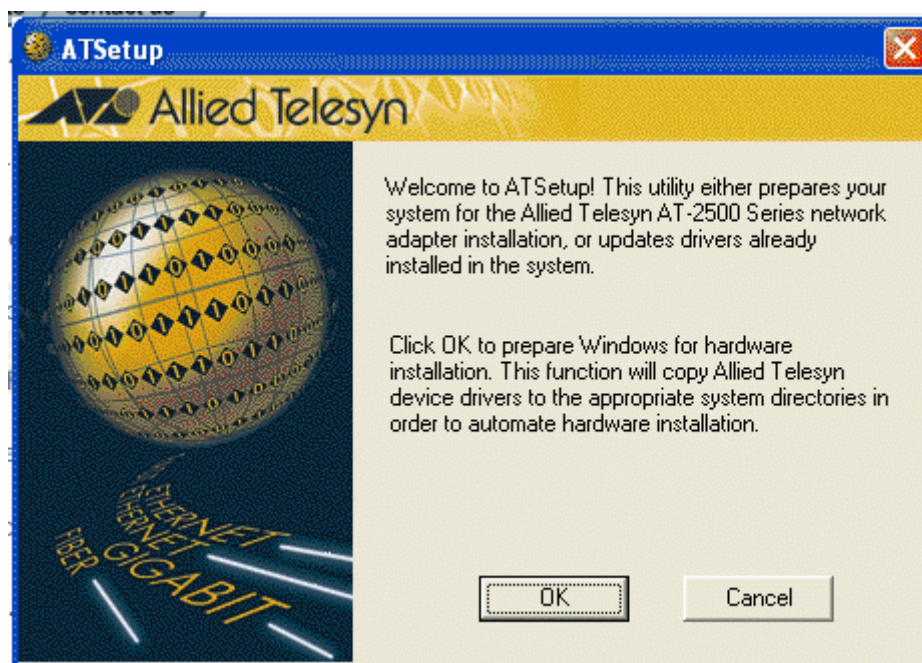 contact us
ATSetup
Allied Telesyn
Welcome to ATSetup! This utility either prepares your
system for the Allied Telesyn AT-2500 Series network
adapter installation, or updates drivers already
installed in the system.
Click OK to prepare Windows for hardware
installation. This function will copy Allied Telesyn
device drivers to the appropriate system directories in
order to automate hardware installation.
ETHERNET
ETHERNET
FIBER
GIGABIT
OK
Cancel